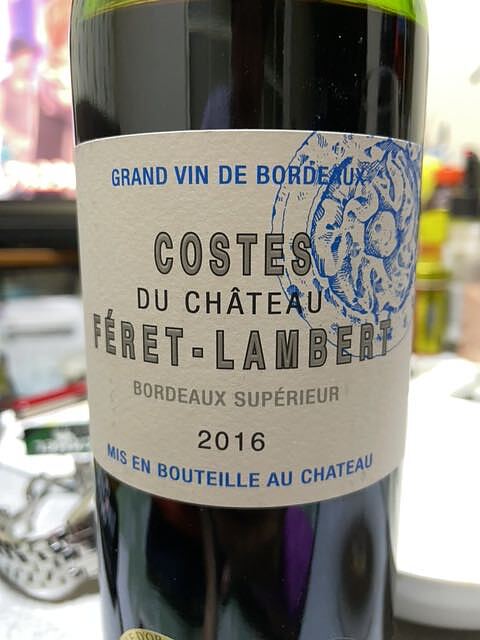 GRAND VIN DE BORDEAUX
COSTES
DU CHÂTEAU
FÉRET-LAMBERT
BORDEAUX SUPÉRIEUR
2016
MIS EN BOUTEILLE AU CHATEAU